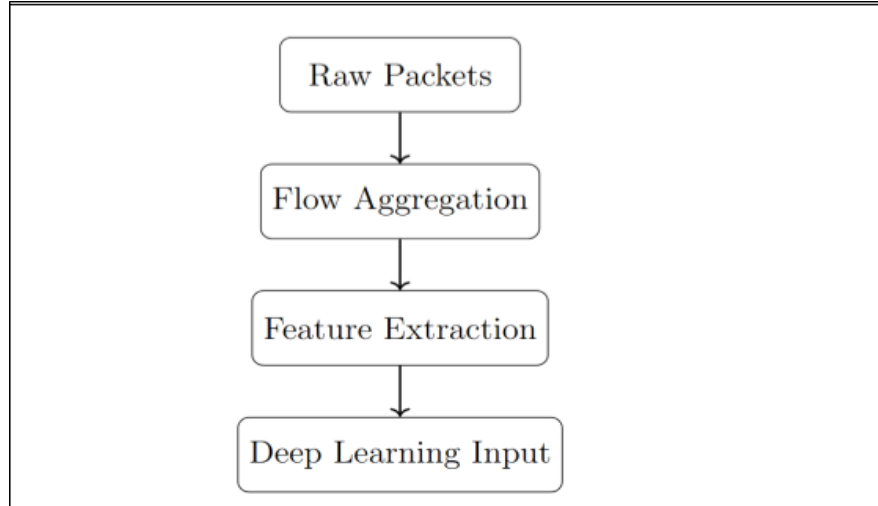 Raw Packets
Flow Aggregation
Feature Extraction
Deep Learning Input